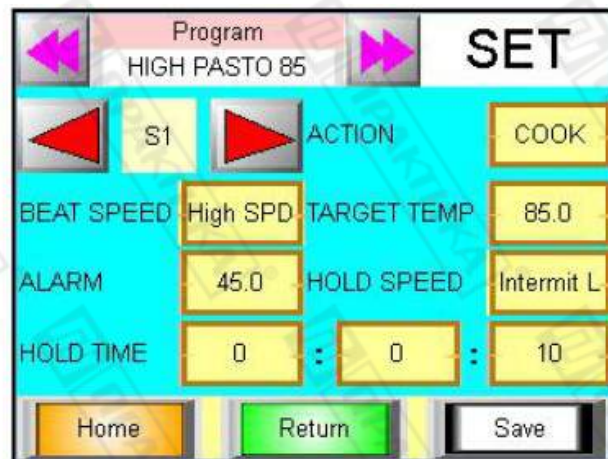 Program
HIGH PASTO 85
SET
S1
ACTION
COOK
BEAT SPEED
High SPD
TARGET TEMP
85.0
ALARM
45.0
HOLD SPEED
Intermit L
HOLD TIME
0 : 0 : 10
Home
Return
Save